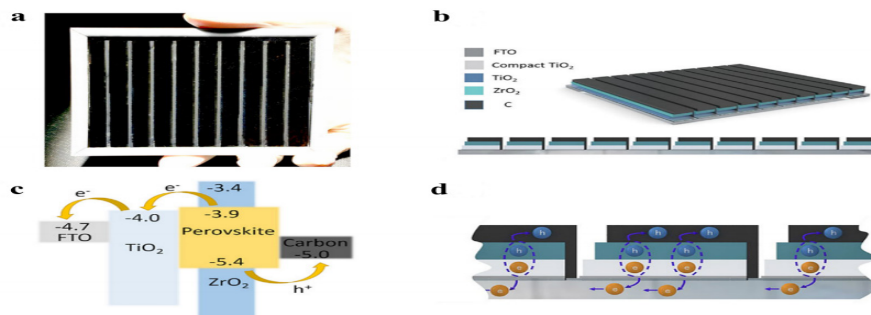 a
b
FTO
Compact TiO₂
TiO₂
ZrO₂
C
c
e⁻
e⁻
-3.4
-4.7
FTO
-4.0
TiO₂
-3.9
Perovskite
-5.4
ZrO₂
Carbon
-5.0
h⁺
d
h
h
h
h
h
h
h
h
e
e
e
e
e
e
e
e